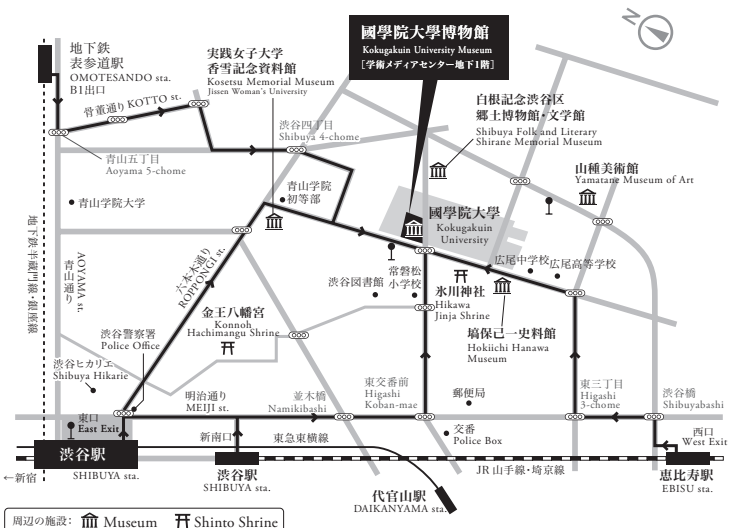 地下鉄
表参道駅
OMOTESANDO sta.
B1出口
骨董通り KOTTO st.
青山五丁目
Aoyama 5-chome
実践女子大学
香雪記念資料館
Kosetsu Memorial Museum
Jissen Woman's University
渋谷四丁目
Shibuya 4-chome
國學院大學博物館
Kokugakuin University Museum
［学術メディアセンター地下1階］
N
白根記念渋谷区
郷土博物館・文学館
Shibuya Folk and Literary
Shirane Memorial Museum
山種美術館
Yamatane Museum of Art
青山学院大学
青山学院
初等部
國學院大學
Kokugakuin
University
地下鉄 半蔵門線・銀座線
AOYAMA st.
青山通り
六本木通り
ROPPONGI st.
渋谷図書館
常磐松
小学校
氷川神社
Hikawa
Jinja Shrine
広尾中学校
広尾高等学校
塙保己一史料館
Hokiichi Hanawa
Museum
金王八幡宮
Konnoh
Hachimangu Shrine
渋谷警察署
Police Office
渋谷ヒカリエ
Shibuya Hikarie
明治通り
MEIJI st.
並木橋
Namikibashi
東交番前
Higashi
Koban-mae
郵便局
交番
Police Box
東三丁目
Higashi
3-chome
渋谷橋
Shibuyabashi
東口
East Exit
新南口
東急東横線
西口
West Exit
渋谷駅
SHIBUYA sta.
渋谷駅
SHIBUYA sta.
←新宿
JR 山手線・埼京線
代官山駅
DAIKANYAMA sta.
恵比寿駅
EBISU sta.
周辺の施設： Museum Shinto Shrine